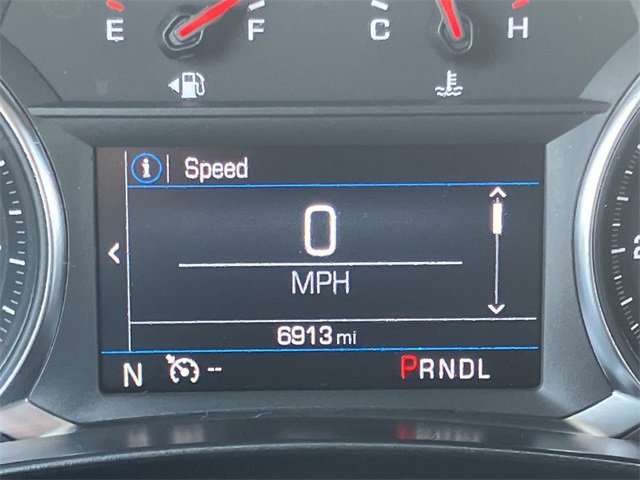 E F C H
i Speed
0
MPH
6913 mi
N -- PRNDL